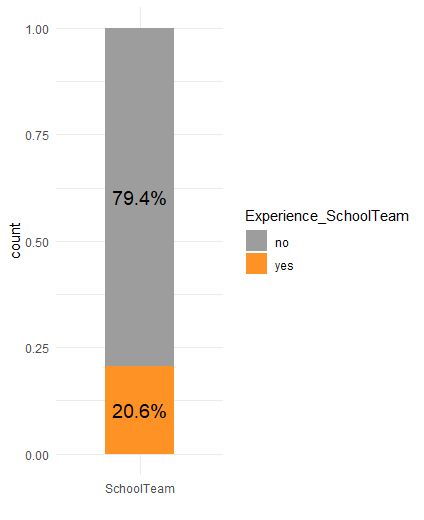 1.00
0.75
0.50
0.25
0.00
count
79.4%
20.6%
SchoolTeam
Experience_SchoolTeam
no
yes